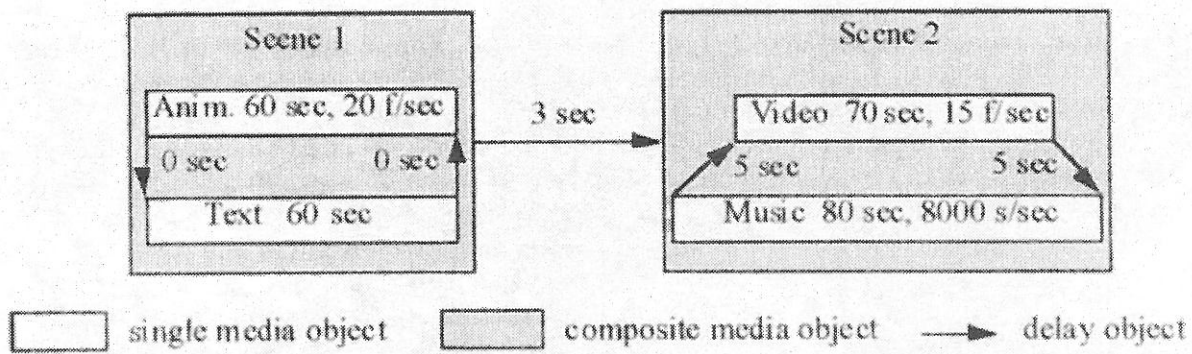 Scene 1
Anim. 60 sec, 20 f/sec
0 sec 0 sec
Text 60 sec
3 sec
Scene 2
Video 70 sec, 15 f/sec
5 sec 5 sec
Music 80 sec, 8000 s/sec
single media object composite media object delay object